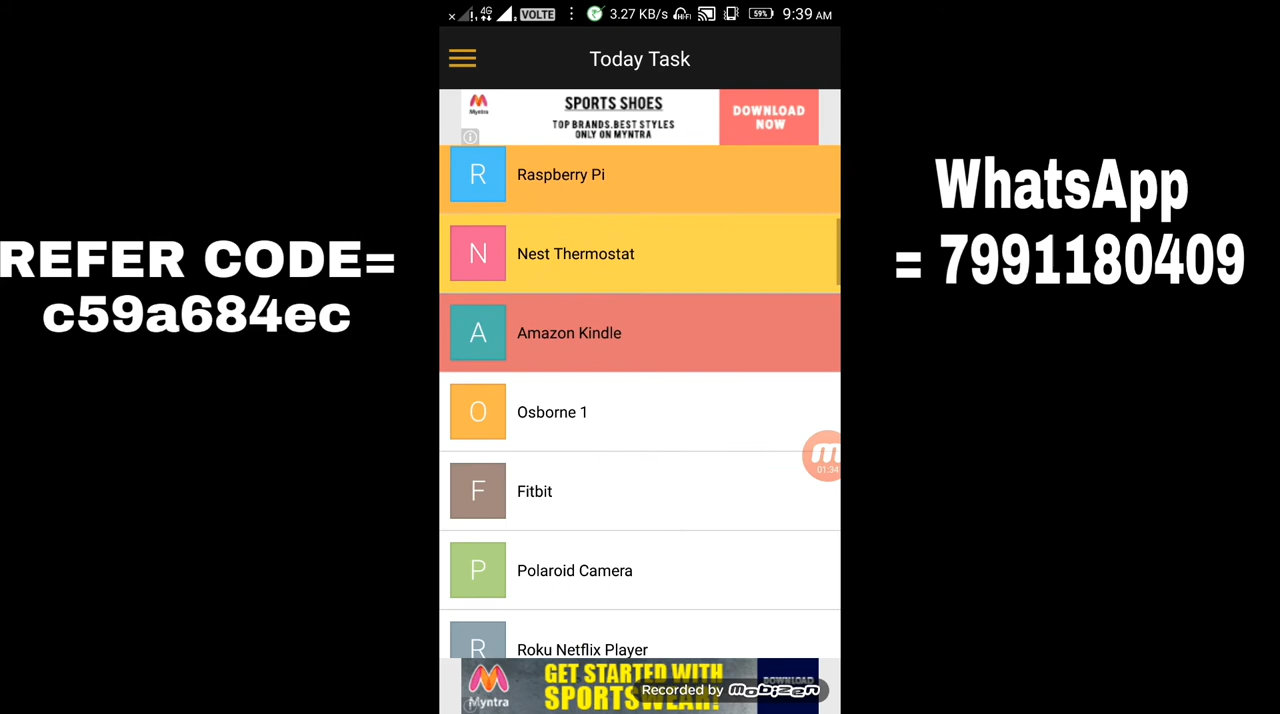 4G VOLTE 3.27 KB/s 59% 9:39 AM
Today Task
Myntra
SPORTS SHOES
TOP BRANDS.BEST STYLES
ONLY ON MYNTRA
DOWNLOAD
NOW
R Raspberry Pi
N Nest Thermostat
A Amazon Kindle
O Osborne 1
F Fitbit
P Polaroid Camera
R Roku Netflix Player
01:34
Myntra
GET STARTED WITH
SPORTSWEAR!
DOWNLOAD
Recorded by mobizen
REFER CODE=
c59a684ec
WhatsApp
= 7991180409